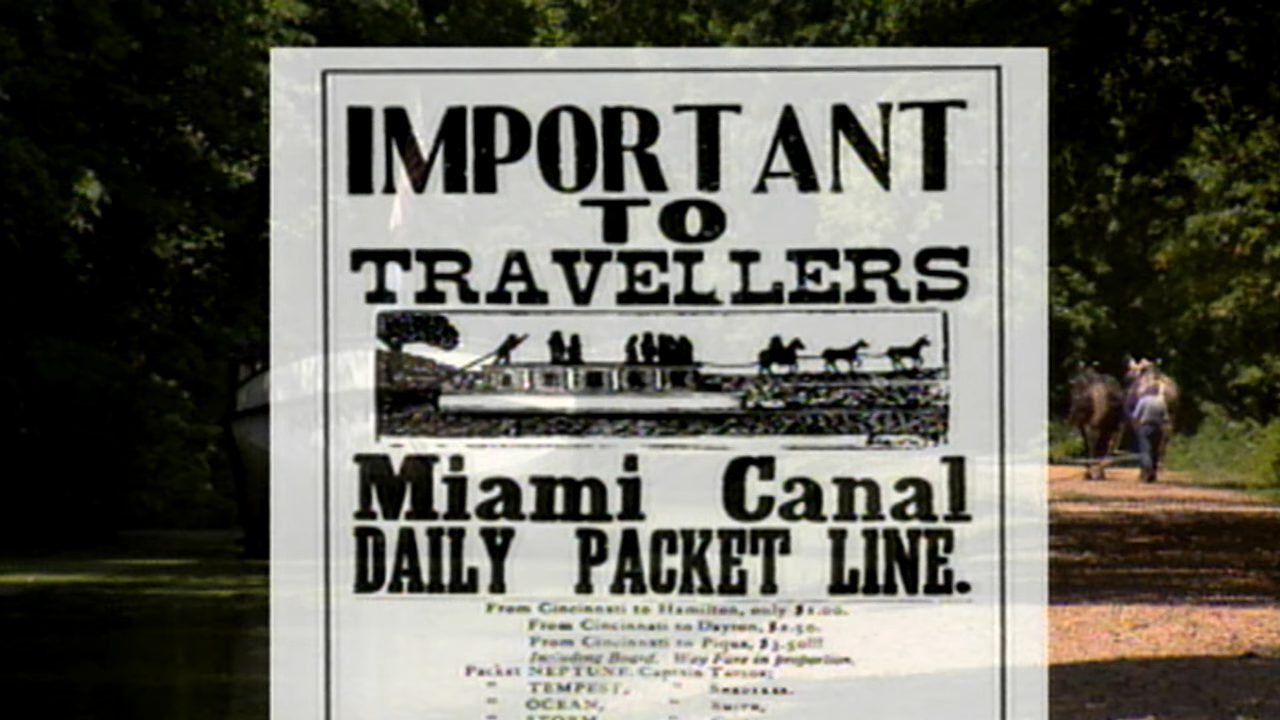 IMPORTANT
TO
TRAVELLERS
Miami Canal
DAILY PACKET LINE.
From Cincinnati to Hamilton, only $1.00.
From Cincinnati to Dayton, $2.50.
From Cincinnati to Piqua, $3.50!!!
Including Board. Way Fare in proportion.
Packet NEPTUNE, Captain
" TEMPEST, "
" OCEAN, " Smith,
" STORM,